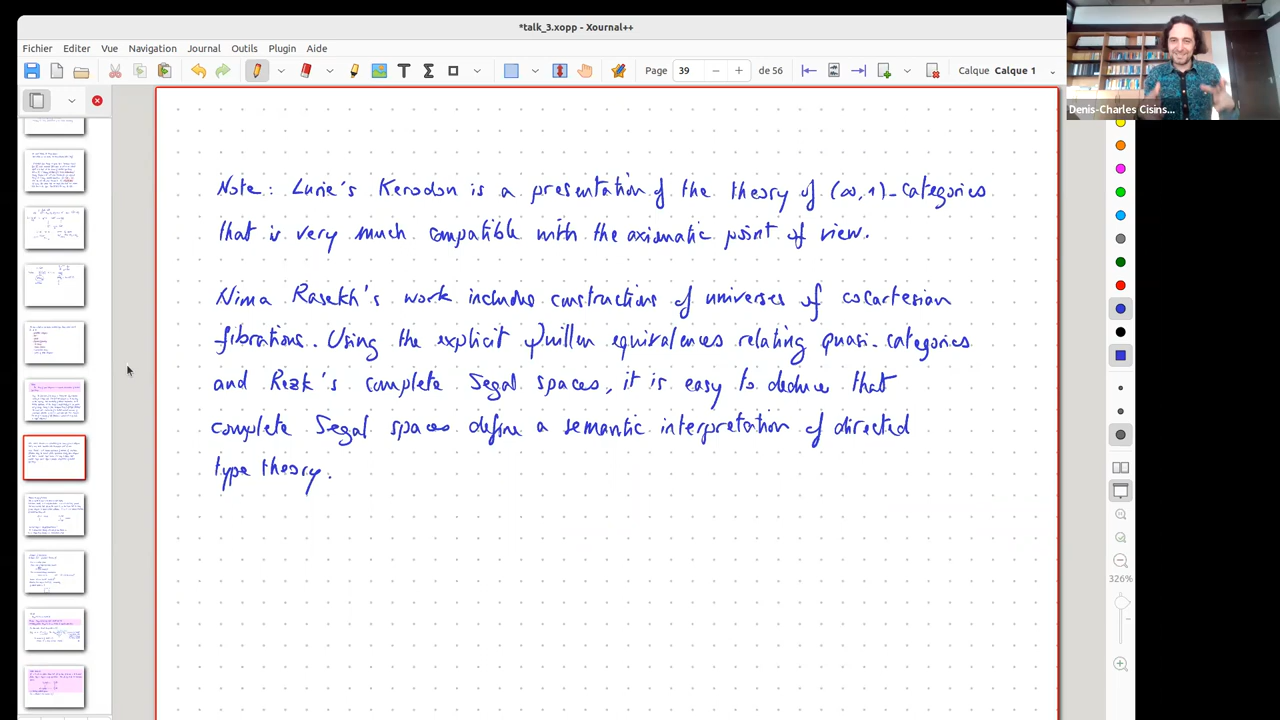 *talk_3.xopp - Xournal++
Fichier Editer Vue Navigation Journal Outils Plugin Aide
Page 39 de 56 Calque Calque 1
Denis-Charles Cisins...
Note: Lurie's Kerodon is a presentation of the theory of (∞,1)-categories
that is very much compatible with the axiomatic point of view.
Nima Rasekh's work includes constructions of universes of cocartesian
fibrations. Using the explicit Quillen equivalences relating quasi-categories
and Rezk's complete Segal spaces, it is easy to deduce that
complete Segal spaces define a semantic interpretation of directed
type theory.
326%